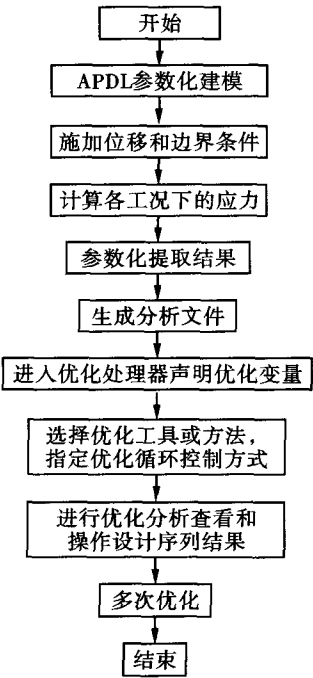 开始
APDL参数化建模
施加位移和边界条件
计算各工况下的应力
参数化提取结果
生成分析文件
进入优化处理器声明优化变量
选择优化工具或方法,
指定优化循环控制方式
进行优化分析查看和
操作设计序列结果
多次优化
结束